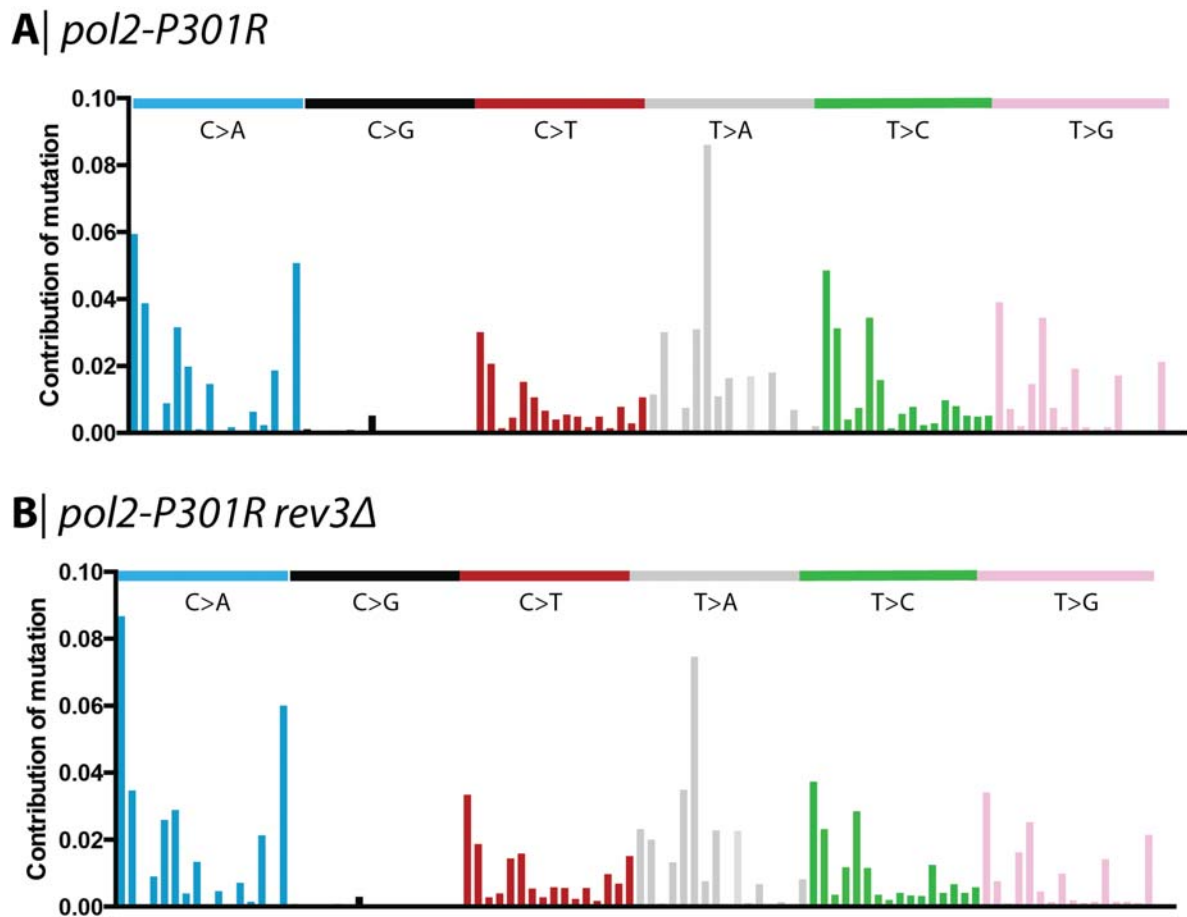 A| pol2-P301R
0.10
C>A C>G C>T T>A T>C T>G
0.08
0.06
0.04
0.02
0.00
Contribution of mutation
B| pol2-P301R rev3Δ
0.10
C>A C>G C>T T>A T>C T>G
0.08
0.06
0.04
0.02
0.00
Contribution of mutation